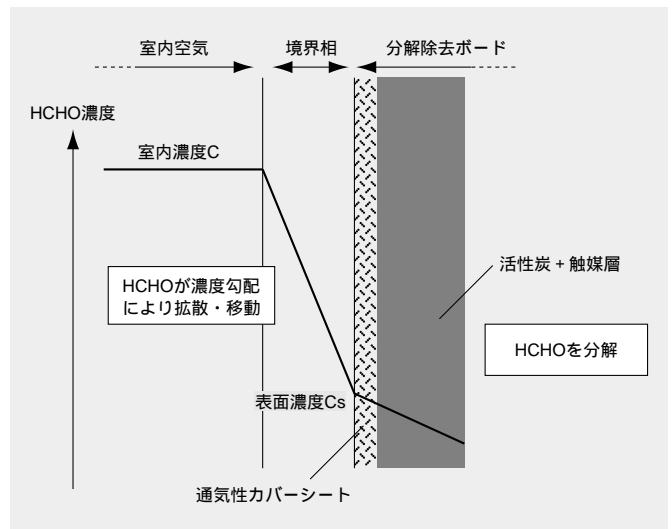 室内空気
境界相
分解除去ボード
HCHO濃度
室内濃度C
HCHOが濃度勾配
により拡散・移動
活性炭 + 触媒層
HCHOを分解
表面濃度Cs
通気性カバーシート